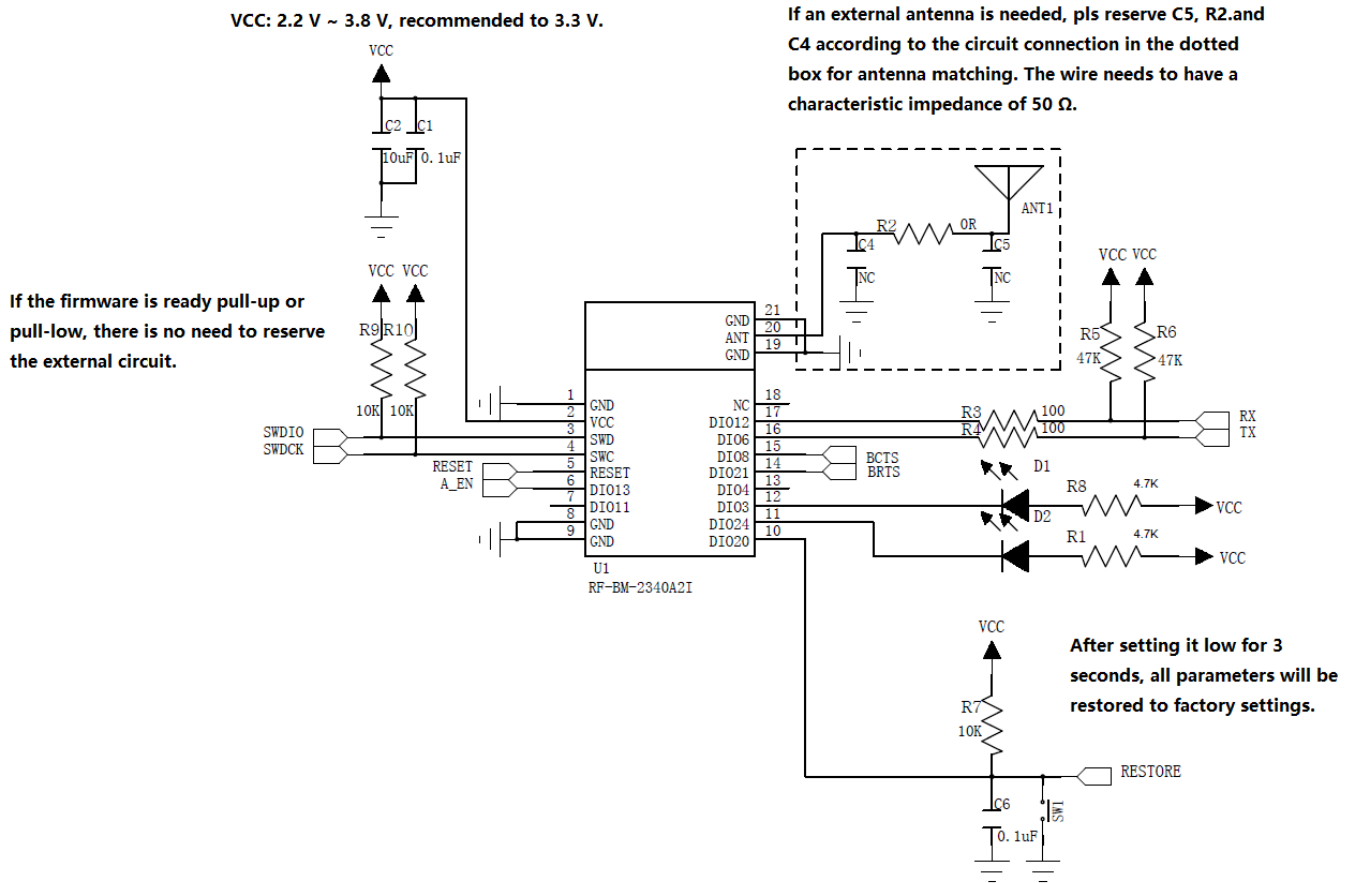 VCC: 2.2 V ~ 3.8 V, recommended to 3.3 V.
If an external antenna is needed, pls reserve C5, R2.and
C4 according to the circuit connection in the dotted
box for antenna matching. The wire needs to have a
characteristic impedance of 50 Ω.
VCC
C2 C1
10uF 0.1uF
R2 0R ANT1
C4 C5
NC NC
VCC VCC
VCC VCC
If the firmware is ready pull-up or
pull-low, there is no need to reserve
the external circuit.
R9 R10
10K 10K
R5 R6
47K 47K
21 GND
20 ANT
19 GND
1 GND
2 VCC
3 SWD
4 SWC
5 RESET
6 DIO13
7 DIO11
8 GND
9 GND
18 NC
17 DIO12
16 DIO6
15 DIO8
14 DIO21
13 DIO4
12 DIO3
11 DIO24
10 DIO20
SWDIO
SWDCK
RESET
A_EN
R3 100 RX
R4 100 TX
BCTS
BRTS
D1
R8 4.7K VCC
D2
R1 4.7K VCC
U1
RF-BM-2340A2I
VCC
R7
10K
After setting it low for 3
seconds, all parameters will be
restored to factory settings.
RESTORE
C6
0.1uF
SW1